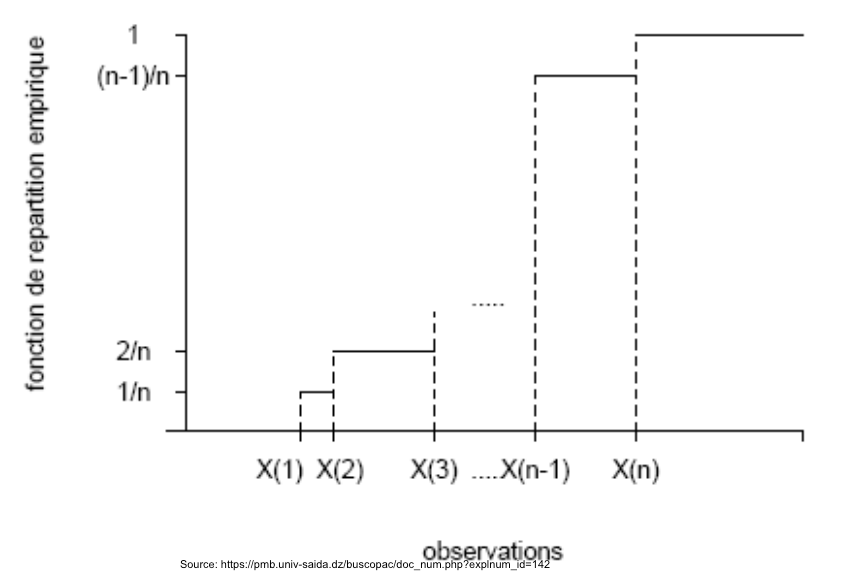 fonction de repartition empirique
1
(n-1)/n
2/n
1/n
X(1) X(2) X(3) .....X(n-1) X(n)
observations
Source: https://pmb.univ-saida.dz/buscopac/doc_num.php?explnum_id=142